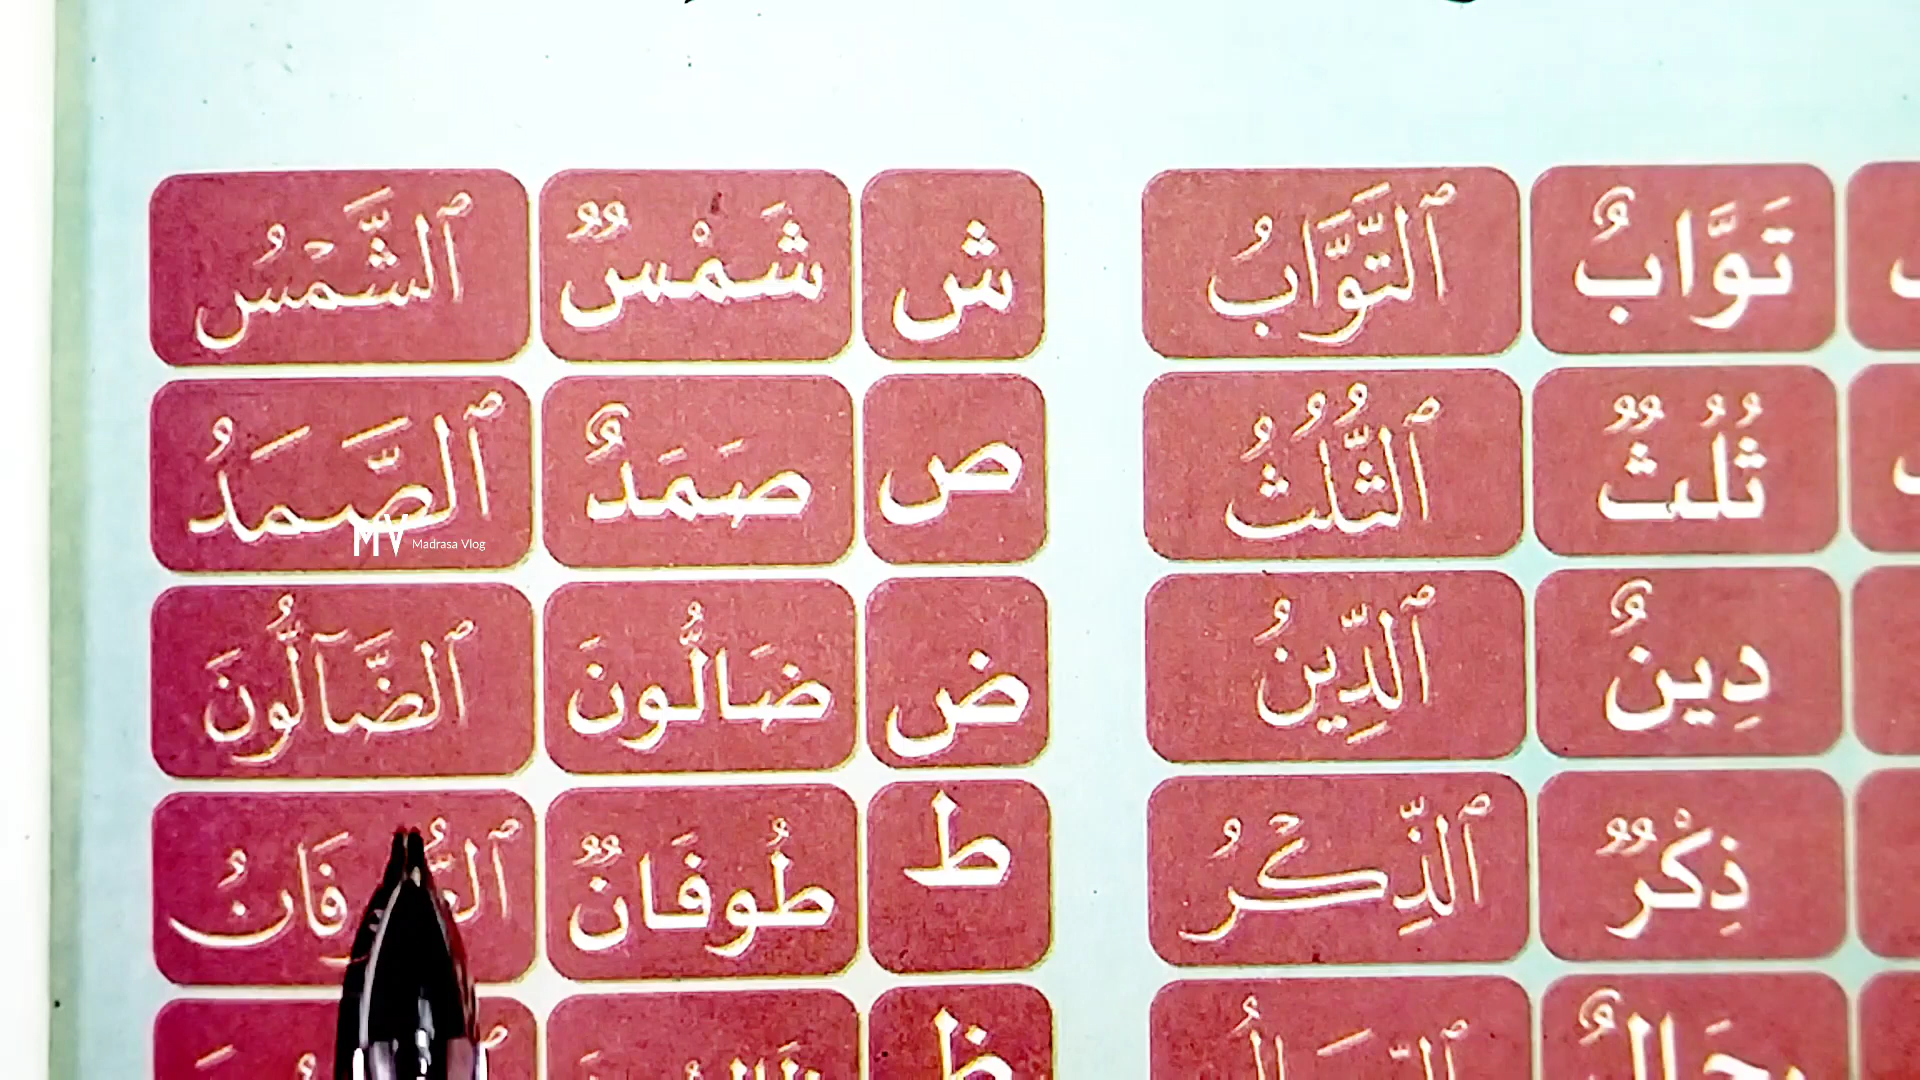 تَوَّابٌ ٱلتَّوَّابُ
ثُلُثٌ ٱلثُّلُثُ
دِينٌ ٱلدِّينُ
ذِكْرٌ ٱلذِّكْرُ
ش شَمْسٌ ٱلشَّمْسُ
ص صَمَدٌ ٱلصَّمَدُ
ض ضَالُّونَ ٱلضَّآلُّونَ
ط طُوفَانٌ
ظ
MV Madrasa Vlog